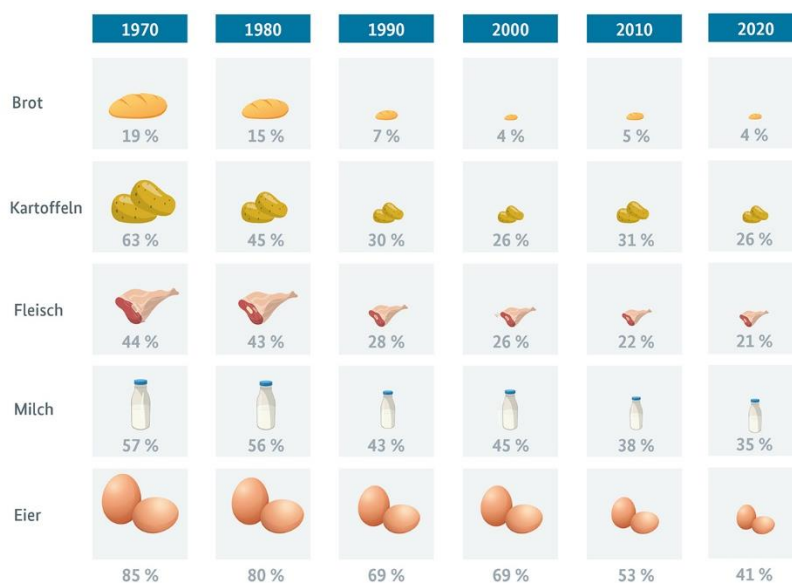 1970 1980 1990 2000 2010 2020
Brot
19 % 15 % 7 % 4 % 5 % 4 %
Kartoffeln
63 % 45 % 30 % 26 % 31 % 26 %
Fleisch
44 % 43 % 28 % 26 % 22 % 21 %
Milch
57 % 56 % 43 % 45 % 38 % 35 %
Eier
85 % 80 % 69 % 69 % 53 % 41 %